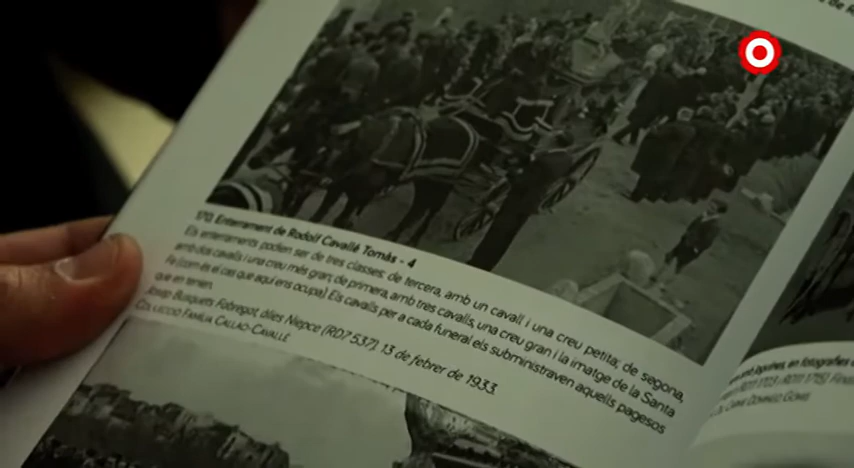 170. Enterrament de Rodolf Cavallé Tomàs - 4
Els enterraments podien ser de tres classes: de tercera, amb un cavall i una creu petita; de segona,
amb dos cavalls i una creu més gran; de primera, amb tres cavalls, una creu gran i la imatge de la Santa
Fe (com és el cas que aquí ens ocupa). Els cavalls per a cada funeral els subministraven aquells pagesos
que en tenien.
Josep Busquets Fabregat, dilies Niepce (RD7 537). 13 de febrer de 1933.
Col·lecció Família Callao-Cavallé